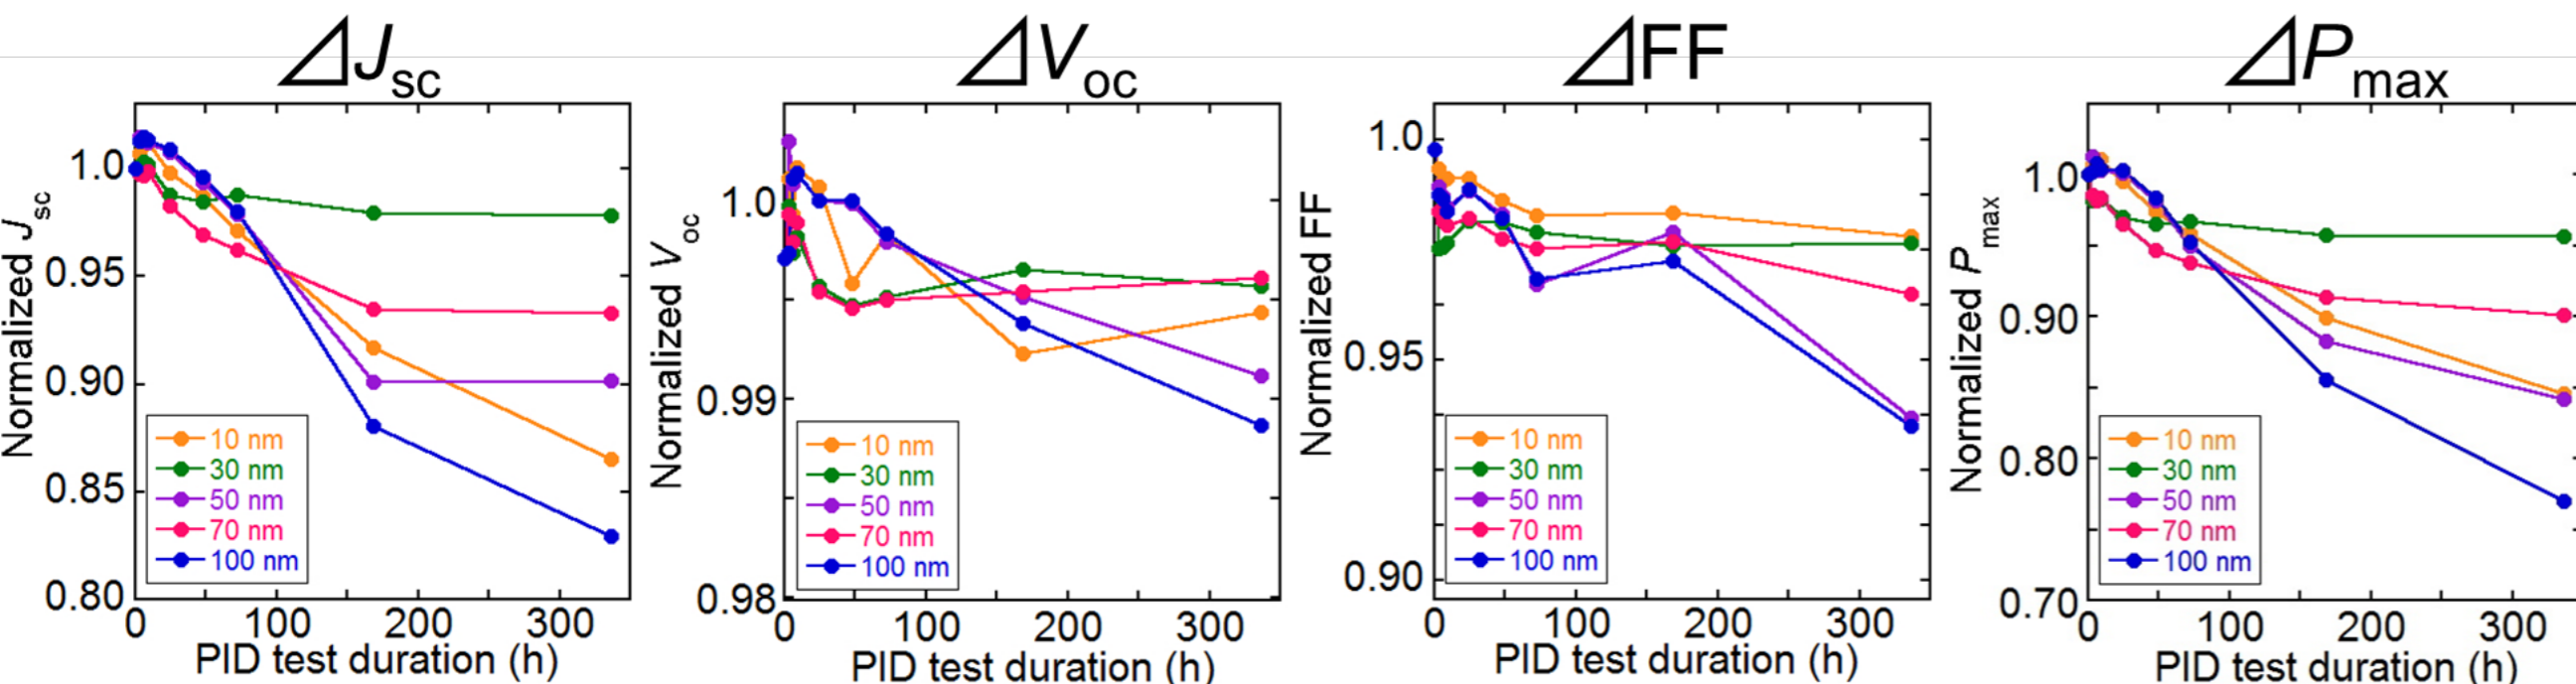 ⊿Jsc
Normalized Jsc
1.0
0.95
0.90
0.85
0.80
0 100 200 300
PID test duration (h)
10 nm
30 nm
50 nm
70 nm
100 nm
⊿Voc
Normalized Voc
1.0
0.99
0.98
0 100 200 300
PID test duration (h)
10 nm
30 nm
50 nm
70 nm
100 nm
⊿FF
Normalized FF
1.0
0.95
0.90
0 100 200 300
PID test duration (h)
10 nm
30 nm
50 nm
70 nm
100 nm
⊿Pmax
Normalized Pmax
1.0
0.90
0.80
0.70
0 100 200 300
PID test duration (h)
10 nm
30 nm
50 nm
70 nm
100 nm